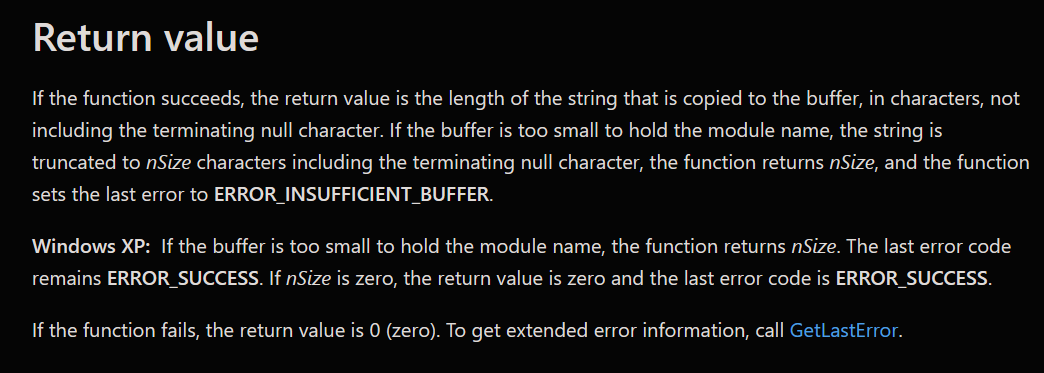 Return value
If the function succeeds, the return value is the length of the string that is copied to the buffer, in characters, not
including the terminating null character. If the buffer is too small to hold the module name, the string is
truncated to nSize characters including the terminating null character, the function returns nSize, and the function
sets the last error to ERROR_INSUFFICIENT_BUFFER.
Windows XP: If the buffer is too small to hold the module name, the function returns nSize. The last error code
remains ERROR_SUCCESS. If nSize is zero, the return value is zero and the last error code is ERROR_SUCCESS.
If the function fails, the return value is 0 (zero). To get extended error information, call GetLastError.